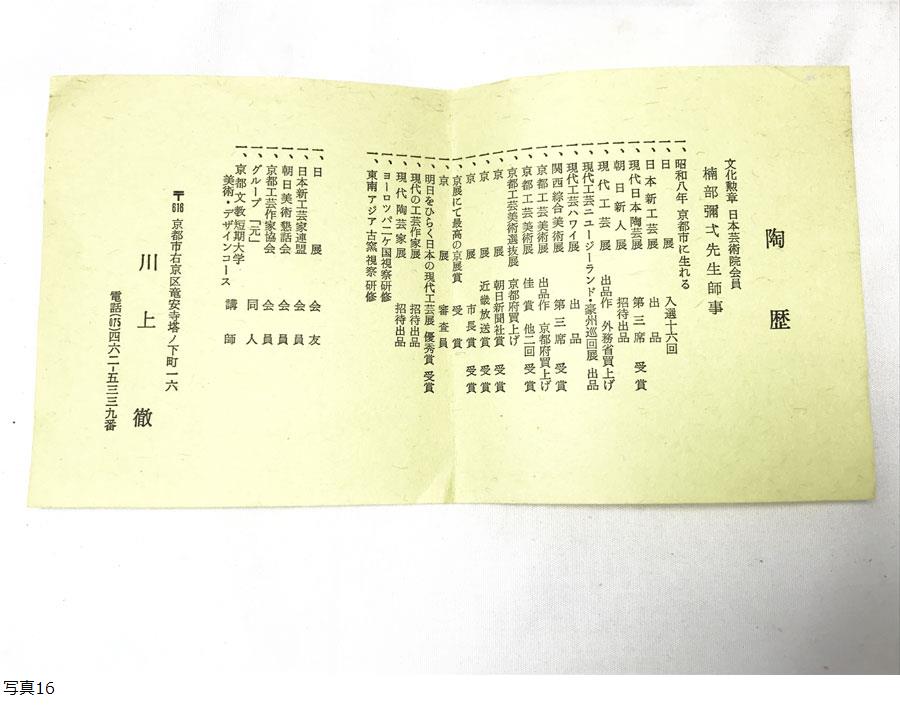 陶歴
文化勲章 日本芸術院会員
楠部彌弌先生師事
一、昭和八年 京都市に生れる
一、日展 入選十六回
一、日本新工芸展 出品
一、現代日本陶芸展 第三席 受賞
一、朝日新人展 招待出品
一、現代工芸展 出品作 外務省買上げ
一、現代工芸ニュージーランド・豪州巡回展 出品
一、現代工芸ハワイ展 出品
一、関西綜合美術展 第三席 受賞
一、京都工芸美術展 出品作 京都府買上げ
一、京都工芸美術展 佳賞 他二回 受賞
一、京都工芸美術選抜展 京都府買上げ
一、京展 朝日新聞社賞 受賞
一、京展 近畿放送賞 受賞
一、京展 市長賞 受賞
一、京展にて最高の京展賞 受賞
一、京展 審査員
一、明日をひらく日本の現代工芸展 優秀賞 受賞
一、現代の工芸作家展 招待出品
一、現代陶芸家展 招待出品
一、ヨーロッパ二ヶ国視察研修
一、東南アジア古窯視察研修
一、日展 会友
一、日本新工芸家連盟 会員
一、朝日美術懇話会 会員
一、京都工芸作家協会 会員
一、グループ「元」 同人
一、京都文教短期大学
美術・デザインコース 講師
〒616 京都市右京区竜安寺塔ノ下町一六
川上 徹
電話(075)四六二-五三三九番
写真16